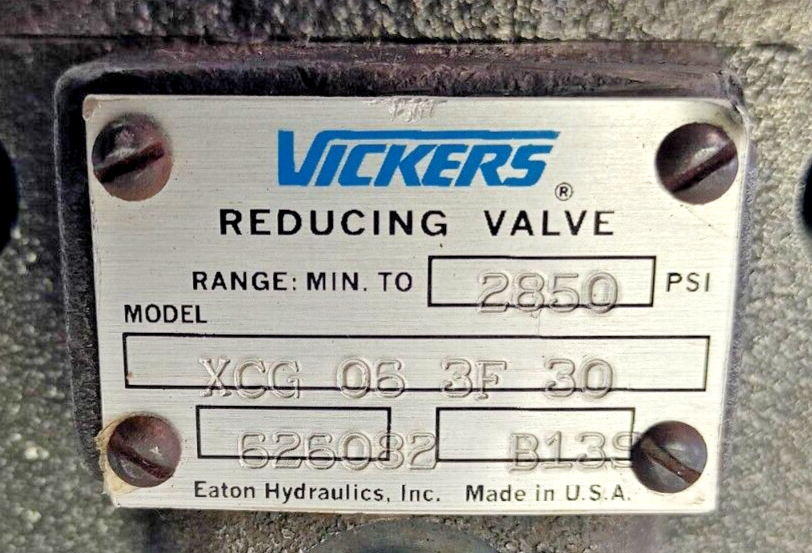 VICKERS®
REDUCING VALVE
RANGE: MIN. TO 2850 PSI
MODEL
XCG 06 3F 30
626082 B139
Eaton Hydraulics, Inc. Made in U.S.A.